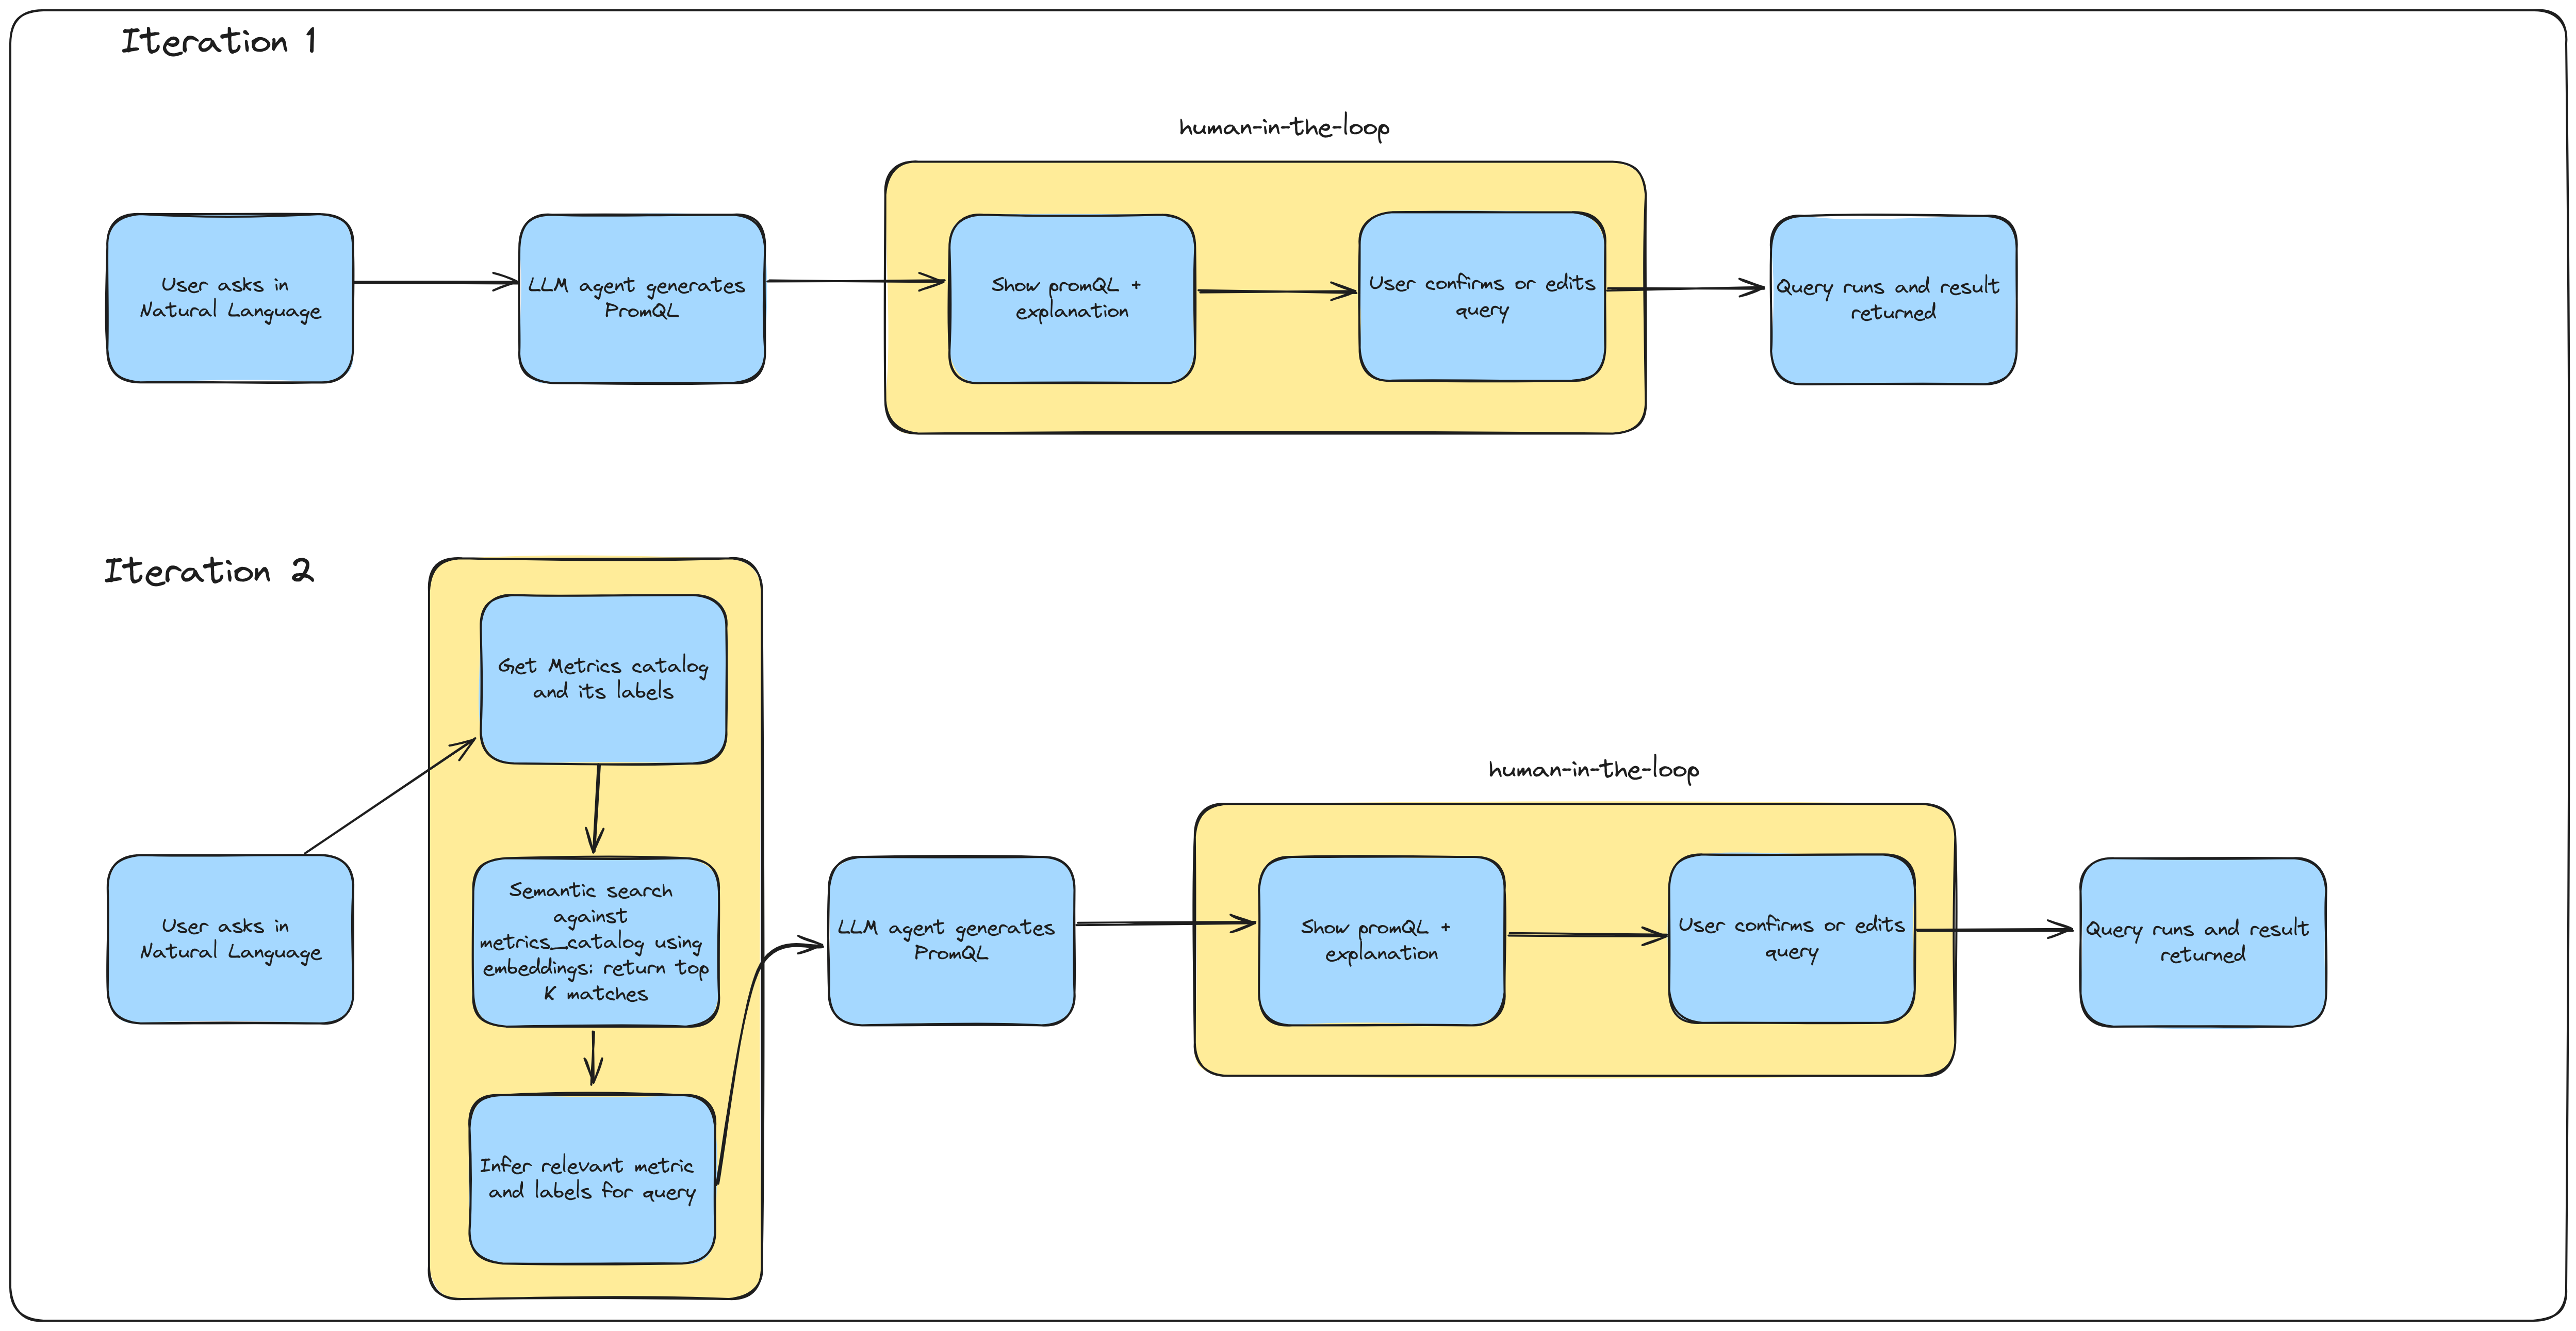 Iteration 1
human-in-the-loop
User asks in
Natural Language
LLM agent generates
PromQL
Show promQL +
explanation
User confirms or edits
query
Query runs and result
returned
Iteration 2
Get Metrics catalog
and its labels
Semantic search
against
metrics_catalog using
embeddings: return top
K matches
Infer relevant metric
and labels for query
User asks in
Natural Language
LLM agent generates
PromQL
human-in-the-loop
Show promQL +
explanation
User confirms or edits
query
Query runs and result
returned